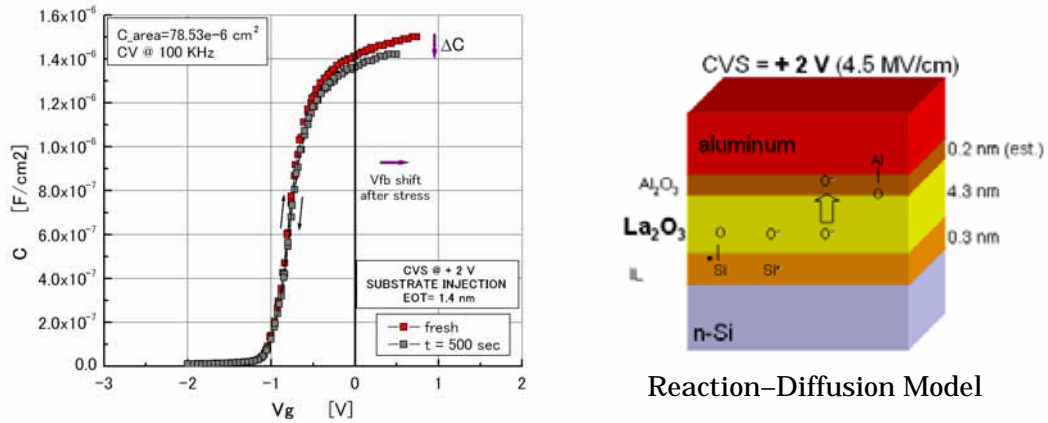 C_area=78.53e-6 cm²
CV @ 100 KHz
ΔC
Vfb shift
after stress
CVS @ + 2 V
SUBSTRATE INJECTION
EOT= 1.4 nm
fresh
t = 500 sec
1.6x10⁻⁶
1.4x10⁻⁶
1.2x10⁻⁶
1.0x10⁻⁶
8.0x10⁻⁷
6.0x10⁻⁷
4.0x10⁻⁷
2.0x10⁻⁷
0.0
C [F/cm2]
−3 −2 −1 0 1 2
Vg [V]
CVS = + 2 V (4.5 MV/cm)
aluminum
Al
0.2 nm (est.)
Al₂O₃
O⁻
O
4.3 nm
La₂O₃
O O⁻ O⁻
0.3 nm
IL
Si Si•
n-Si
Reaction–Diffusion Model